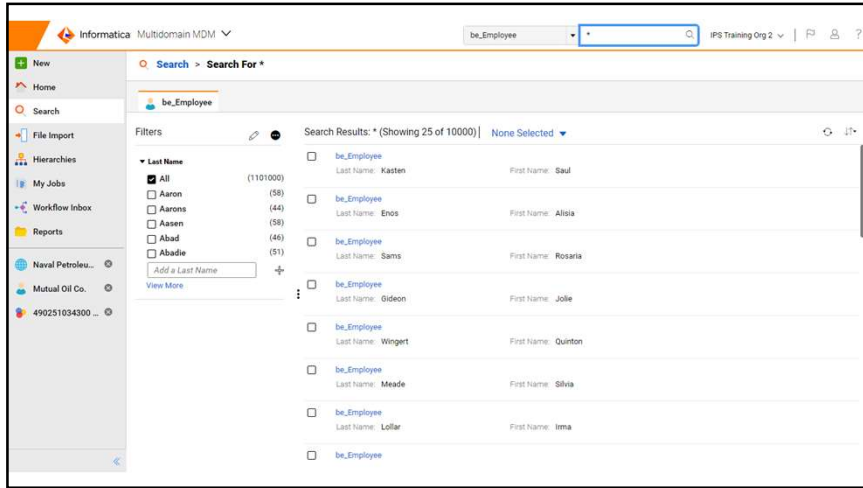 Informatica Multidomain MDM be_Employee * IPS Training Org 2 ?
New
Home
Search
File Import
Hierarchies
My Jobs
Workflow Inbox
Reports
Naval Petroleu...
Mutual Oil Co.
490251034300 ...
Search > Search For *
be_Employee
Filters
Last Name
All (1101000)
Aaron (58)
Aarons (44)
Aasen (58)
Abad (46)
Abadie (51)
Add a Last Name
View More
Search Results: * (Showing 25 of 10000) None Selected
be_Employee
Last Name: Kasten First Name: Saul
be_Employee
Last Name: Enos First Name: Alisia
be_Employee
Last Name: Sams First Name: Rosaria
be_Employee
Last Name: Gideon First Name: Jolie
be_Employee
Last Name: Wingert First Name: Quinton
be_Employee
Last Name: Meade First Name: Silvia
be_Employee
Last Name: Lollar First Name: Irma
be_Employee